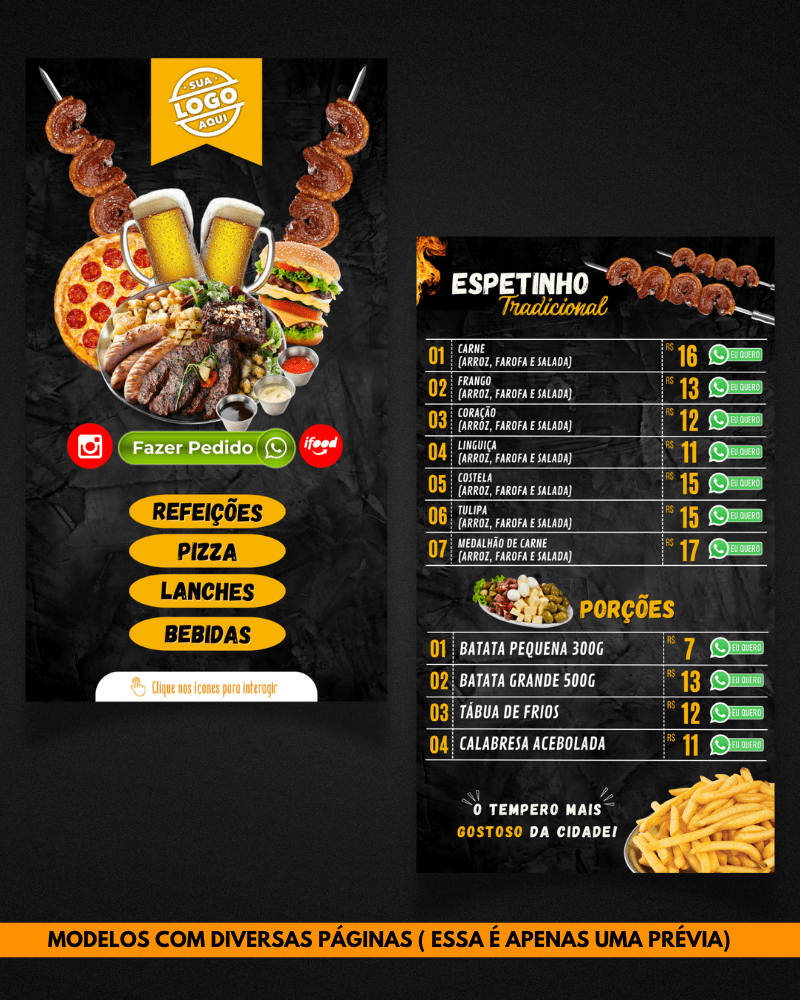 SUA
LOGO
AQUI
Fazer Pedido
ifood
REFEIÇÕES
PIZZA
LANCHES
BEBIDAS
Clique nos ícones para interagir
ESPETINHO
Tradicional
01 CARNE R$ 16 EU QUERO
(ARROZ, FAROFA E SALADA)
02 FRANGO R$ 13 EU QUERO
(ARROZ, FAROFA E SALADA)
03 CORAÇÃO R$ 12 EU QUERO
(ARROZ, FAROFA E SALADA)
04 LINGUIÇA R$ 11 EU QUERO
(ARROZ, FAROFA E SALADA)
05 COSTELA R$ 15 EU QUERO
(ARROZ, FAROFA E SALADA)
06 TULIPA R$ 15 EU QUERO
(ARROZ, FAROFA E SALADA)
07 MEDALHÃO DE CARNE R$ 17 EU QUERO
(ARROZ, FAROFA E SALADA)
PORÇÕES
01 BATATA PEQUENA 300G R$ 7 EU QUERO
02 BATATA GRANDE 500G R$ 13 EU QUERO
03 TÁBUA DE FRIOS R$ 12 EU QUERO
04 CALABRESA ACEBOLADA R$ 11 EU QUERO
O TEMPERO MAIS
GOSTOSO DA CIDADE!
MODELOS COM DIVERSAS PÁGINAS ( ESSA É APENAS UMA PRÉVIA)